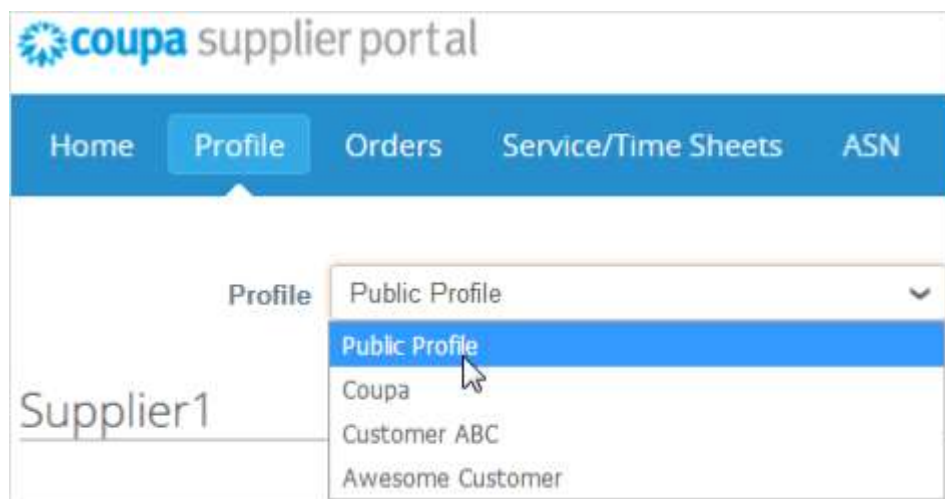 coupa supplier portal
Home Profile Orders Service/Time Sheets ASN
Profile Public Profile
Public Profile
Coupa
Supplier1
Customer ABC
Awesome Customer